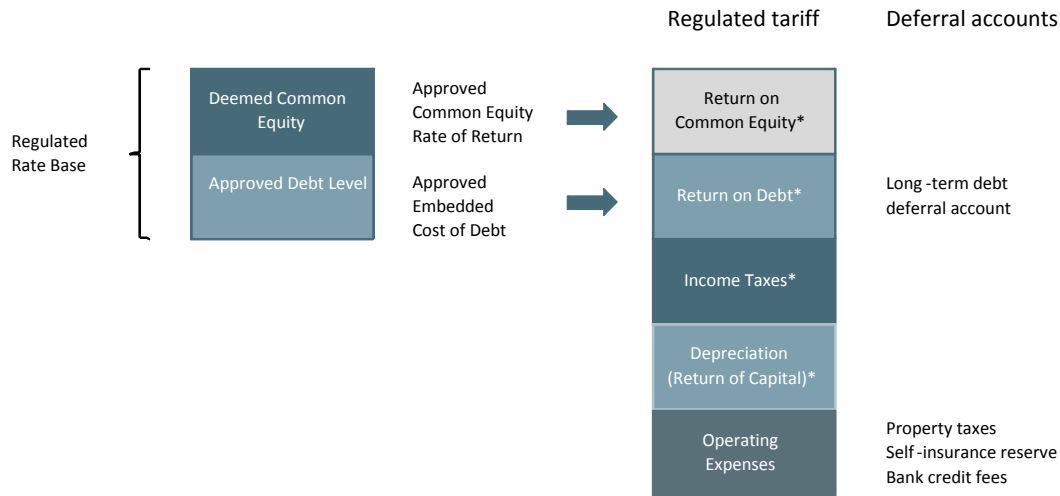 Regulated tariff
Deferral accounts
Regulated
Rate Base
Deemed Common
Equity
Approved
Common Equity
Rate of Return
Return on
Common Equity*
Approved Debt Level
Approved
Embedded
Cost of Debt
Return on Debt*
Long -term debt
deferral account
Income Taxes*
Depreciation
(Return of Capital)*
Operating
Expenses
Property taxes
Self -insurance reserve
Bank credit fees